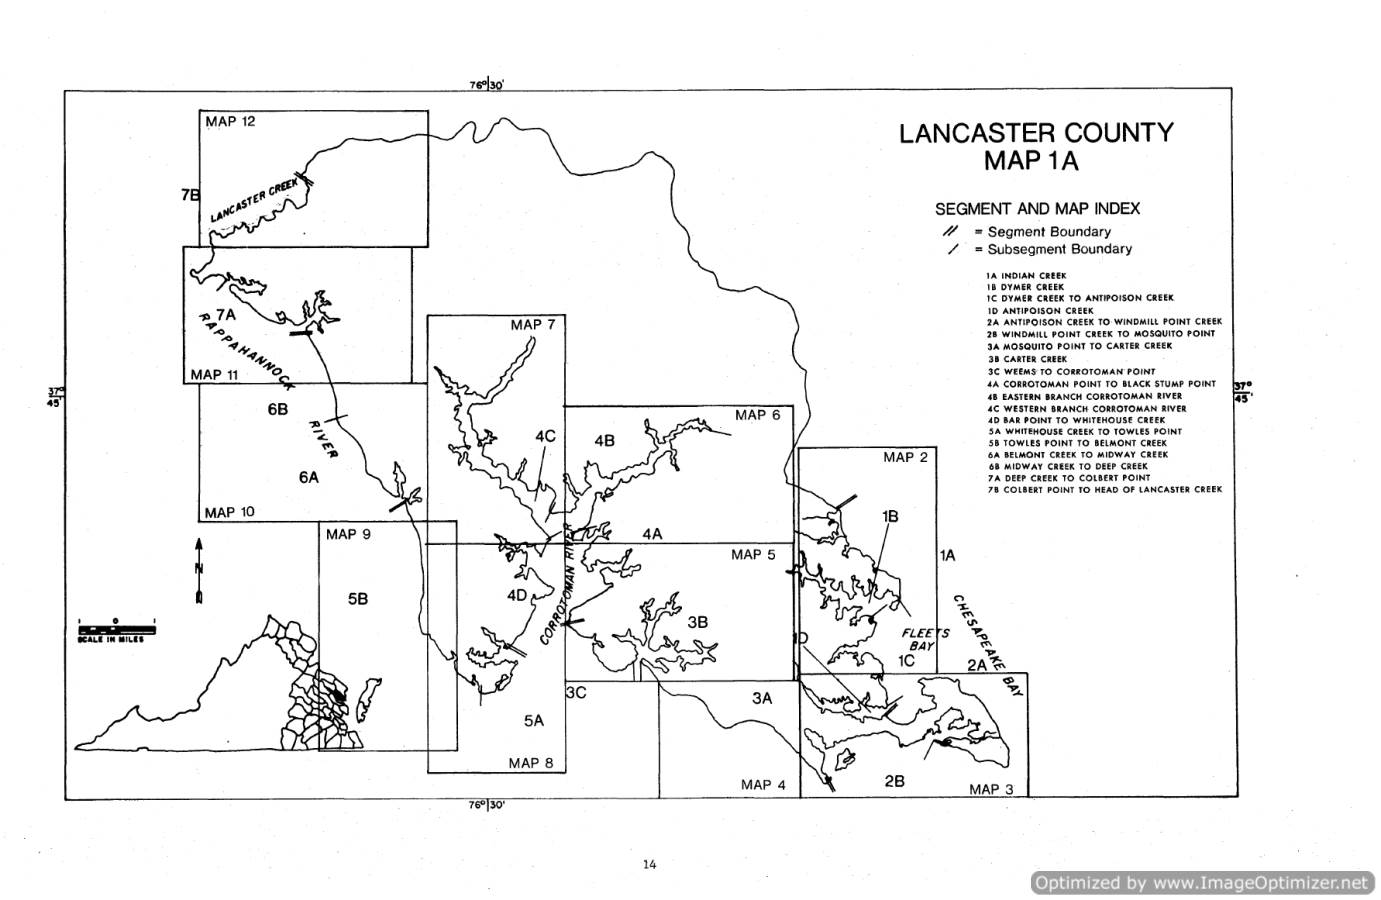 76°30'
MAP 12
LANCASTER COUNTY
MAP 1A
7B
LANCASTER CREEK
SEGMENT AND MAP INDEX
// = Segment Boundary
/ = Subsegment Boundary
1A INDIAN CREEK
1B DYMER CREEK
1C DYMER CREEK TO ANTIPOISON CREEK
1D ANTIPOISON CREEK
2A ANTIPOISON CREEK TO WINDMILL POINT CREEK
2B WINDMILL POINT CREEK TO MOSQUITO POINT
3A MOSQUITO POINT TO CARTER CREEK
3B CARTER CREEK
3C WEEMS TO CORROTOMAN POINT
4A CORROTOMAN POINT TO BLACK STUMP POINT
4B EASTERN BRANCH CORROTOMAN RIVER
4C WESTERN BRANCH CORROTOMAN RIVER
4D BAR POINT TO WHITEHOUSE CREEK
5A WHITEHOUSE CREEK TO TOWLES POINT
5B TOWLES POINT TO BELMONT CREEK
6A BELMONT CREEK TO MIDWAY CREEK
6B MIDWAY CREEK TO DEEP CREEK
7A DEEP CREEK TO COLBERT POINT
7B COLBERT POINT TO HEAD OF LANCASTER CREEK
7A
RAPPAHANNOCK
RIVER
MAP 7
MAP 11
37°
45'
37°
45'
6B
MAP 6
4C
4B
MAP 2
6A
MAP 10
1B
MAP 9
4A
MAP 5
1A
N
5B
4D
CORROTOMAN RIVER
3B
CHESAPEAKE BAY
0
SCALE IN MILES
1D
FLEETS
BAY
1C
2A
3C
3A
5A
MAP 8
MAP 4
2B
MAP 3
76°30'
14
Optimized by www.ImageOptimizer.net